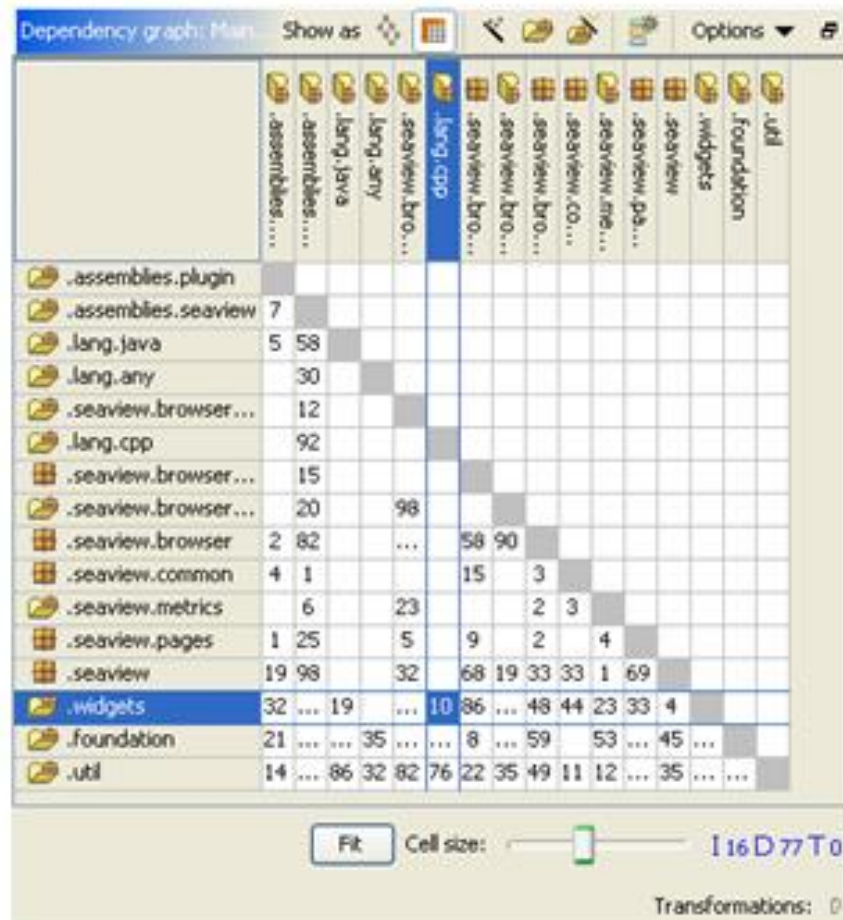 Dependency graph: Main Show as Options
.assemblies.... .assemblies.... .lang.java .lang.any .seaview.bro... .lang.cpp .seaview.bro... .seaview.bro... .seaview.bro... .seaview.co... .seaview.me... .seaview.pa... .seaview .widgets .foundation .util
.assemblies.plugin
.assemblies.seaview 7
.lang.java 5 58
.lang.any 30
.seaview.browser... 12
.lang.cpp 92
.seaview.browser... 15
.seaview.browser... 20 98
.seaview.browser 2 82 ... 58 90
.seaview.common 4 1 15 3
.seaview.metrics 6 23 2 3
.seaview.pages 1 25 5 9 2 4
.seaview 19 98 32 68 19 33 33 1 69
.widgets 32 ... 19 ... 10 86 ... 48 44 23 33 4
.foundation 21 ... ... 35 ... ... 8 ... 59 53 ... 45 ...
.util 14 ... 86 32 82 76 22 35 49 11 12 ... 35 ... ...
Fit Cell size: I 16 D 77 T 0
Transformations: 0